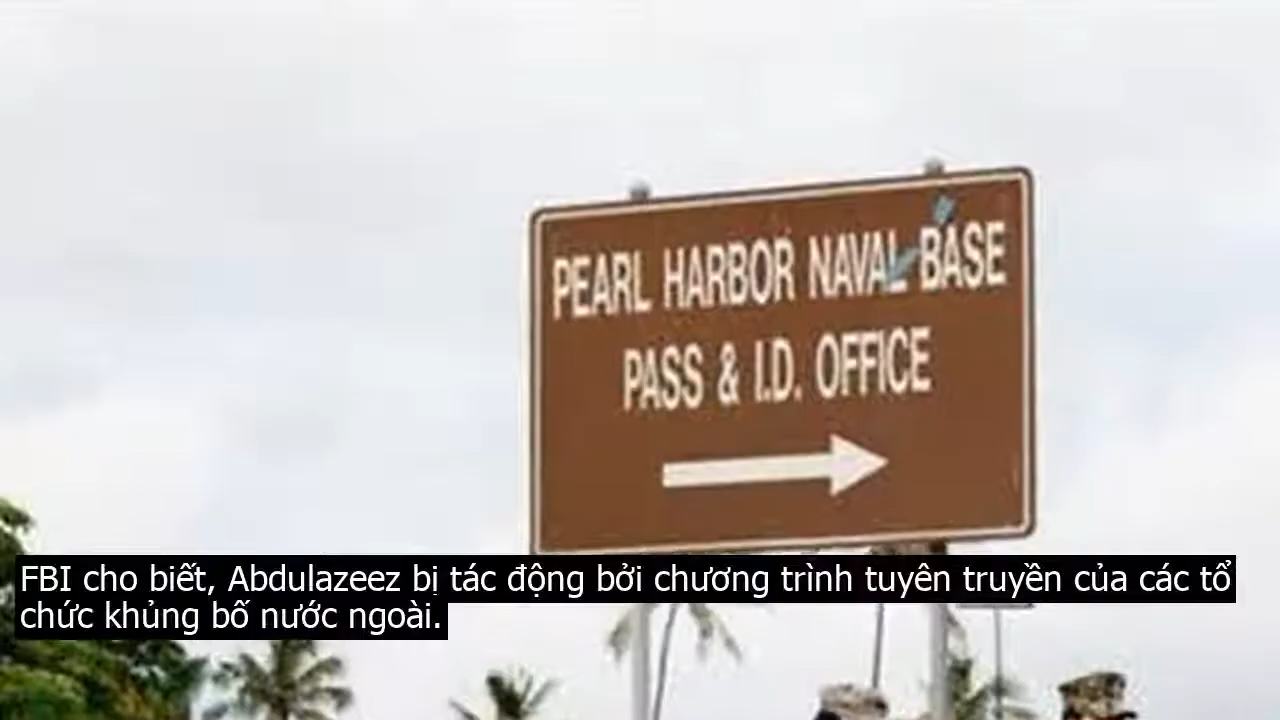 PEARL HARBOR NAVAL BASE
PASS & I.D. OFFICE
FBI cho biết, Abdulazeez bị tác động bởi chương trình tuyên truyền của các tổ
chức khủng bố nước ngoài.